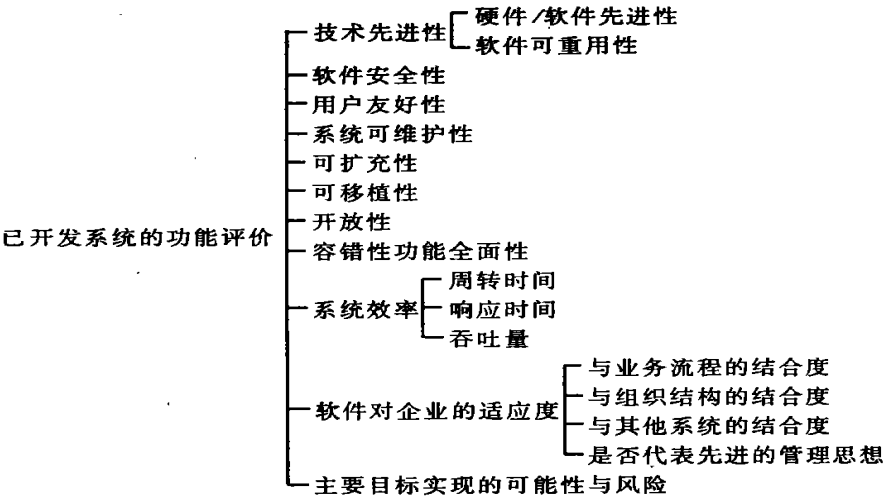 硬件/软件先进性
技术先进性
软件可重用性
软件安全性
用户友好性
系统可维护性
可扩充性
可移植性
开放性
已开发系统的功能评价
容错性功能全面性
周转时间
系统效率
响应时间
吞吐量
与业务流程的结合度
与组织结构的结合度
软件对企业的适应度
与其他系统的结合度
是否代表先进的管理思想
主要目标实现的可能性与风险